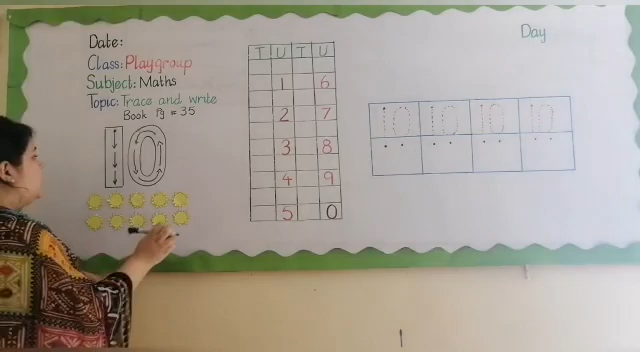 Day
Date:
Class: Playgroup
Subject: Maths
Topic: Trace and write
Book Pg = 35
10
T U T U
1 6
2 7
3 8
4 9
5 0
10 10 10 10